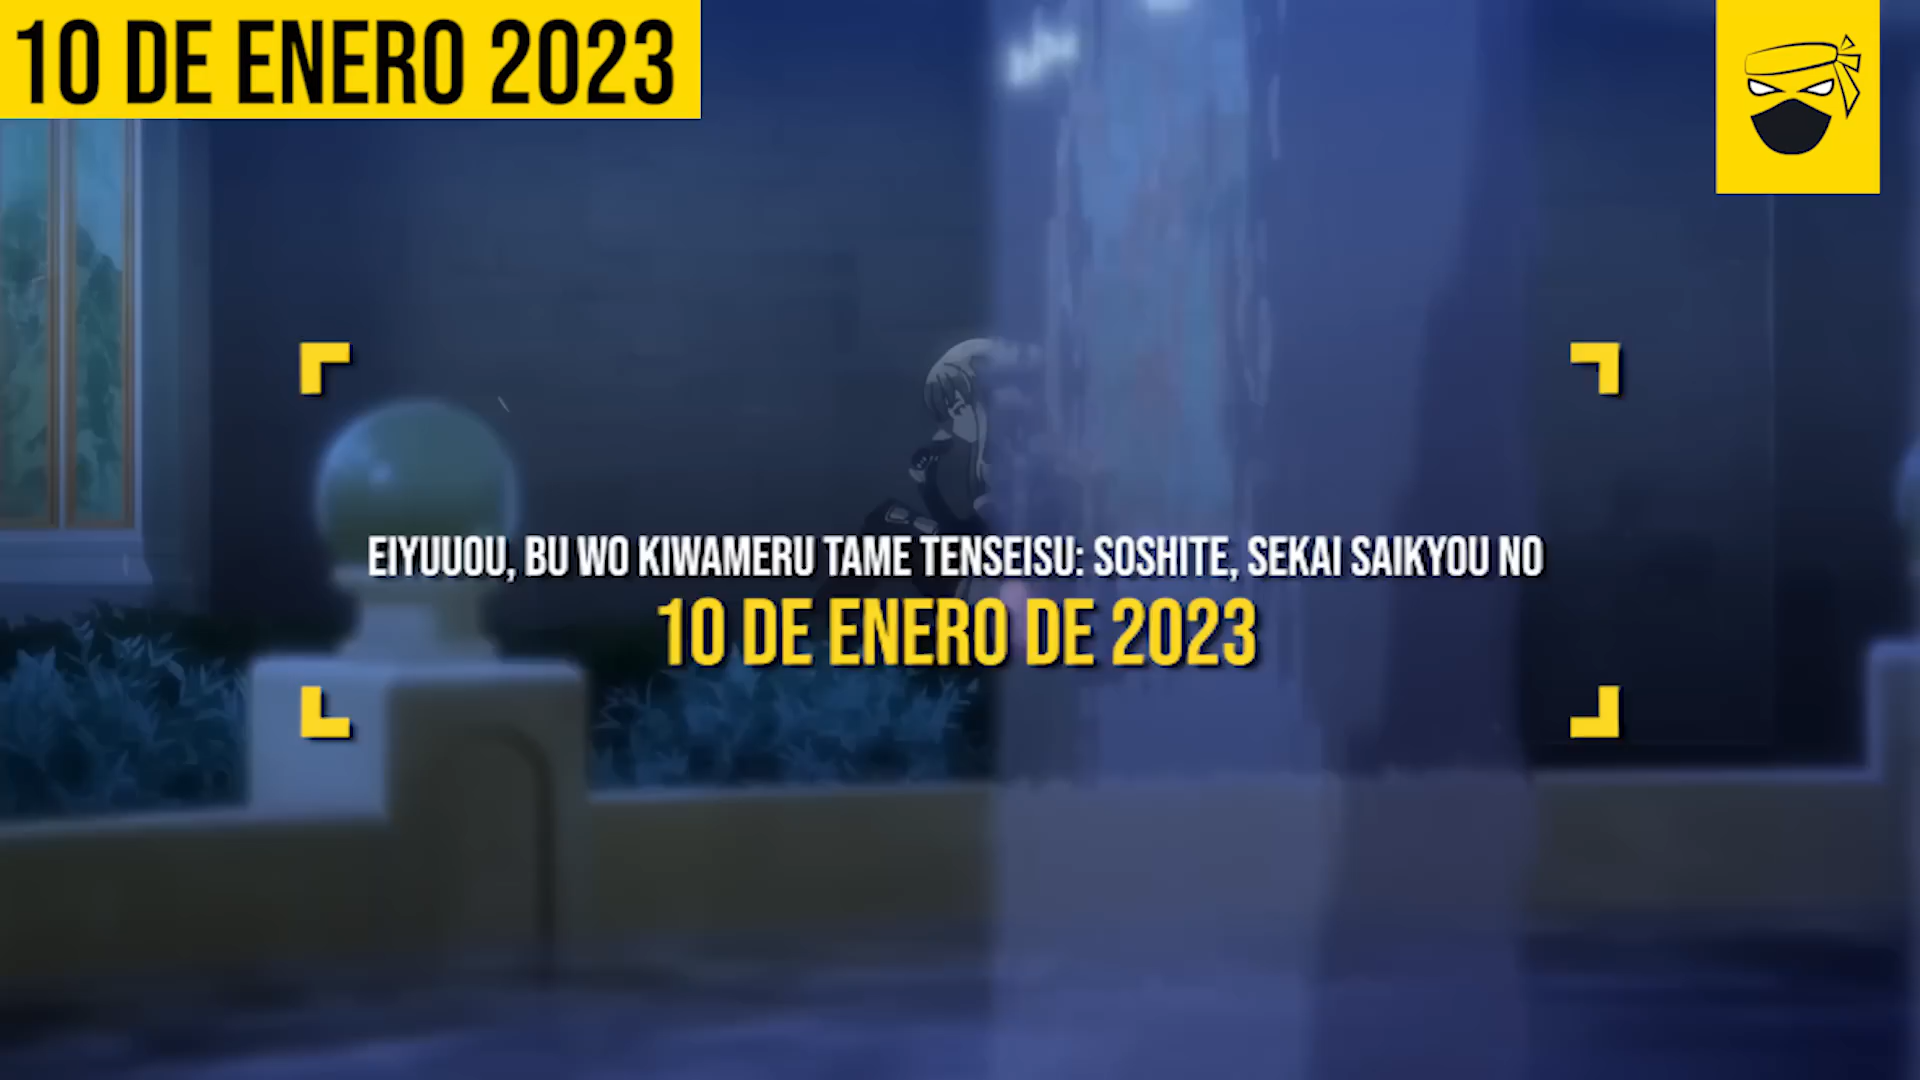 10 DE ENERO 2023
EIYUUOU, BU WO KIWAMERU TAME TENSEISU: SOSHITE, SEKAI SAIKYOU NO
10 DE ENERO DE 2023